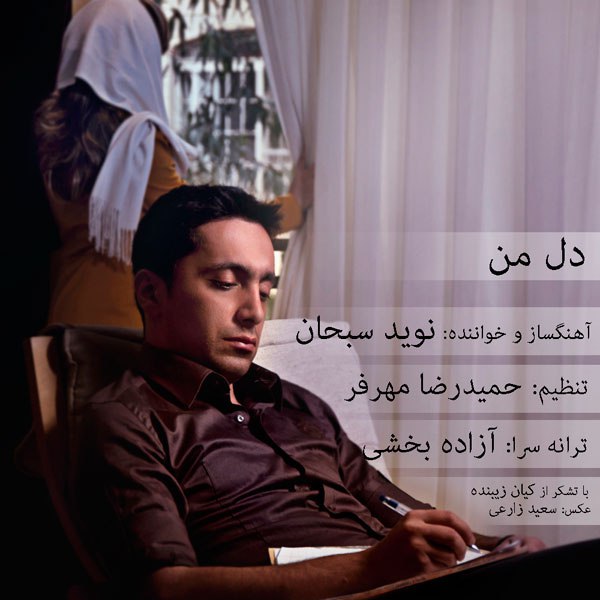 دل من
آهنگساز و خواننده: نوید سبحان
تنظیم: حمیدرضا مهرفر
ترانه سرا: آزاده بخشی
با تشکر از کیان زیبنده
عکس: سعید زارعی